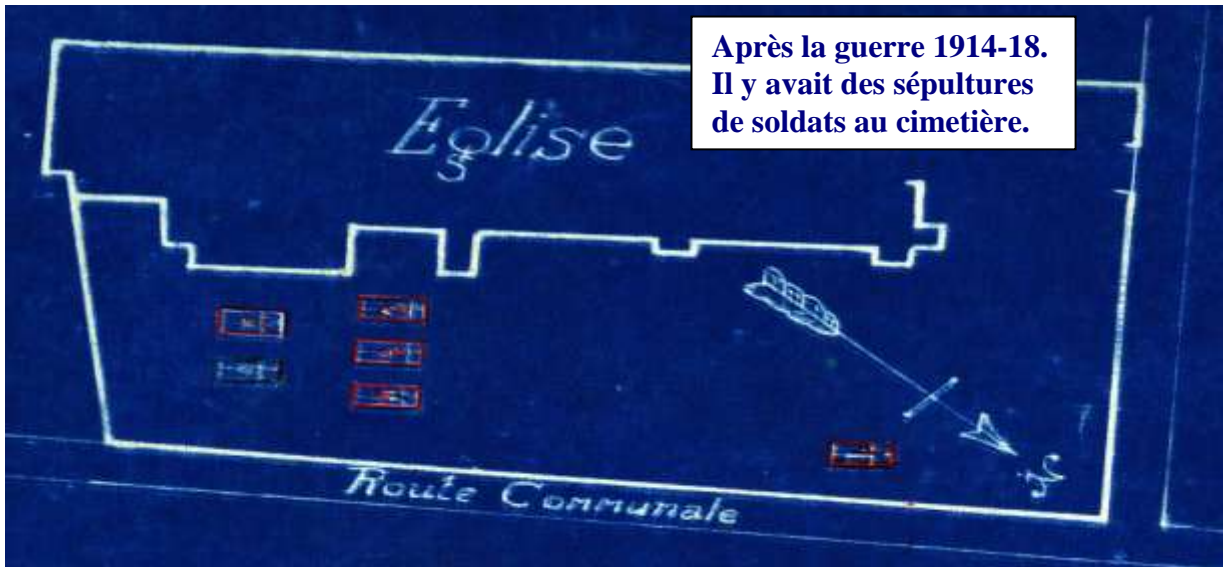 Après la guerre 1914-18.
Il y avait des sépultures
de soldats au cimetière.
Eglise
N
Route Communale